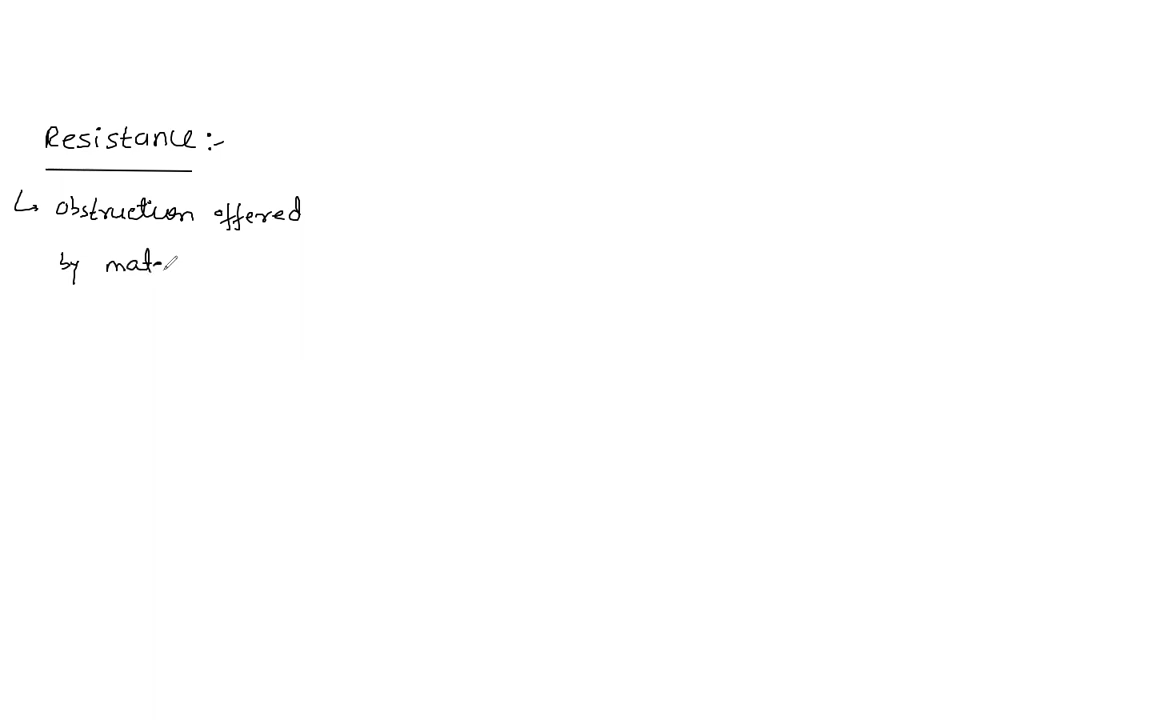 Resistance :-
↳ obstruction offered
by mat